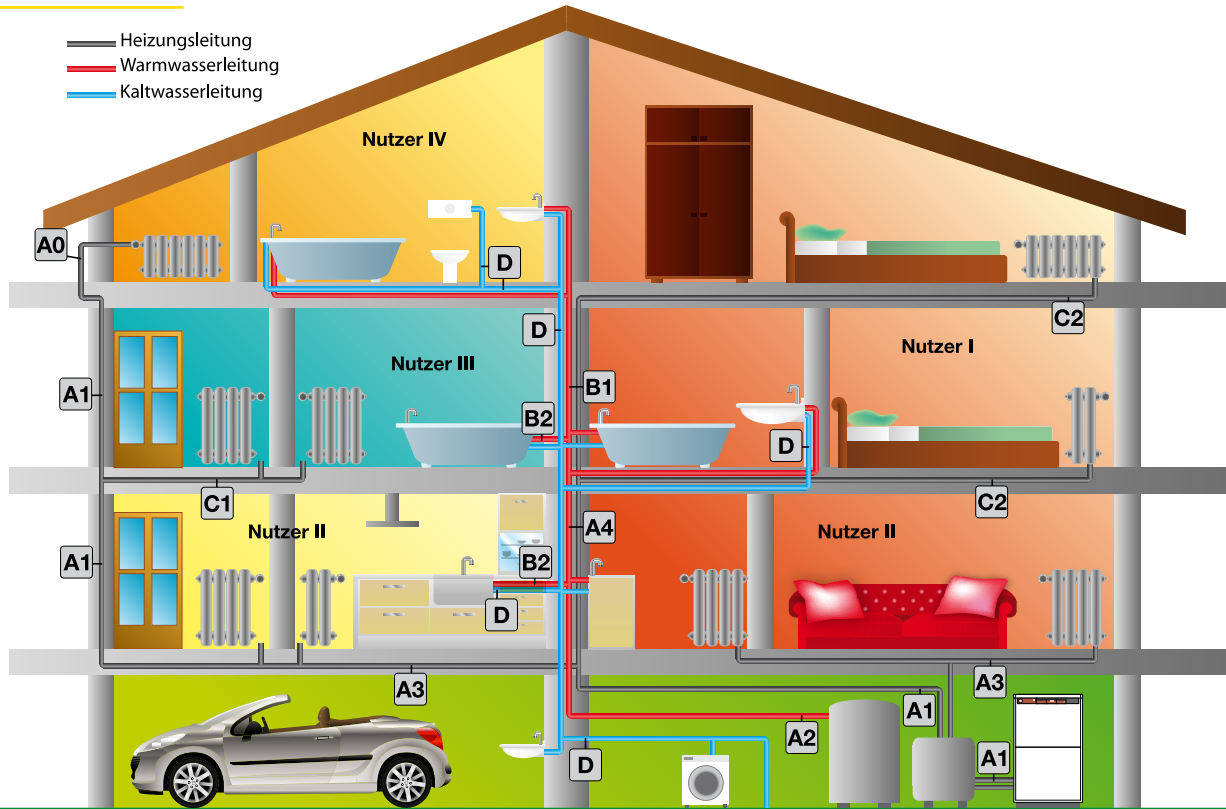 Heizungsleitung
Warmwasserleitung
Kaltwasserleitung
Nutzer IV
A0
D
D
C2
Nutzer III
Nutzer I
A1
B1
B2
D
C1
C2
Nutzer II
A4
Nutzer II
A1
B2
D
A3
A3
A1
A2
A1
D